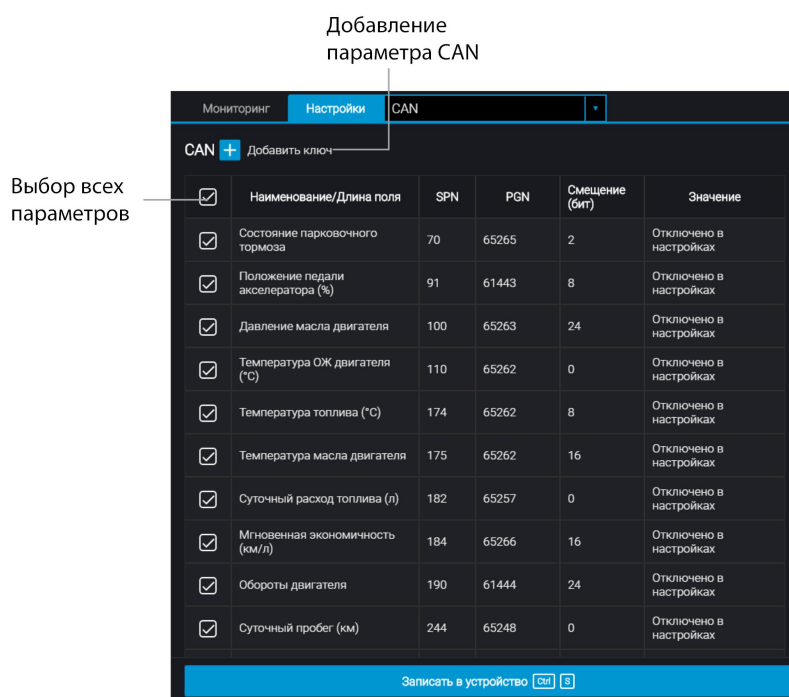 Добавление
параметра CAN
Мониторинг Настройки CAN
CAN + Добавить ключ
Выбор всех
параметров
Наименование/Длина поля SPN PGN Смещение (бит) Значение
Состояние парковочного тормоза 70 65265 2 Отключено в настройках
Положение педали акселератора (%) 91 61443 8 Отключено в настройках
Давление масла двигателя 100 65263 24 Отключено в настройках
Температура ОЖ двигателя (°C) 110 65262 0 Отключено в настройках
Температура топлива (°C) 174 65262 8 Отключено в настройках
Температура масла двигателя 175 65262 16 Отключено в настройках
Суточный расход топлива (л) 182 65257 0 Отключено в настройках
Мгновенная экономичность (км/л) 184 65266 16 Отключено в настройках
Обороты двигателя 190 61444 24 Отключено в настройках
Суточный пробег (км) 244 65248 0 Отключено в настройках
Записать в устройство Ctrl S